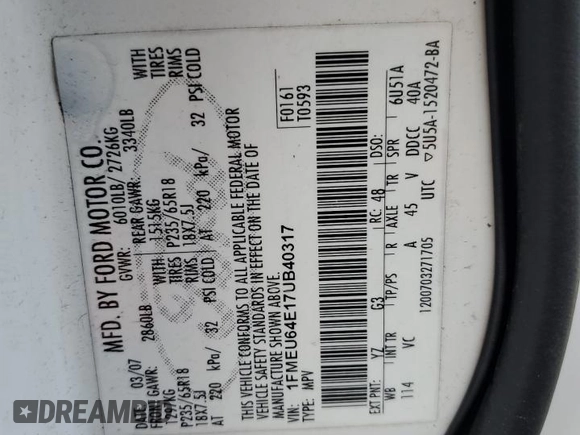 MFD. BY FORD MOTOR CO.
DATE: 03/07 GVWR: 6010LB/ 2726KG
FRONT GAWR: 2860LB REAR GAWR: 3340LB
1297KG WITH 1515KG WITH
P235/65R18 TIRES P235/65R18 TIRES
18X7.5J RIMS 18X7.5J RIMS
AT 220 kPa/ 32 PSI COLD AT 220 kPa/ 32 PSI COLD
THIS VEHICLE CONFORMS TO ALL APPLICABLE FEDERAL MOTOR
VEHICLE SAFETY STANDARDS IN EFFECT ON THE DATE OF
MANUFACTURE SHOWN ABOVE.
VIN: 1FMEU64E17UB40317 F0161
TYPE: MPV T0593
EXT PNT: YZ G3 RC: 48 DSO:
WB INT TR TP/PS R AXLE TR SPR 6U51A
114 VC A 45 V DDCC 40A
1200703271705 UTC ▽5U5A-1520472-BA
DREAMBID